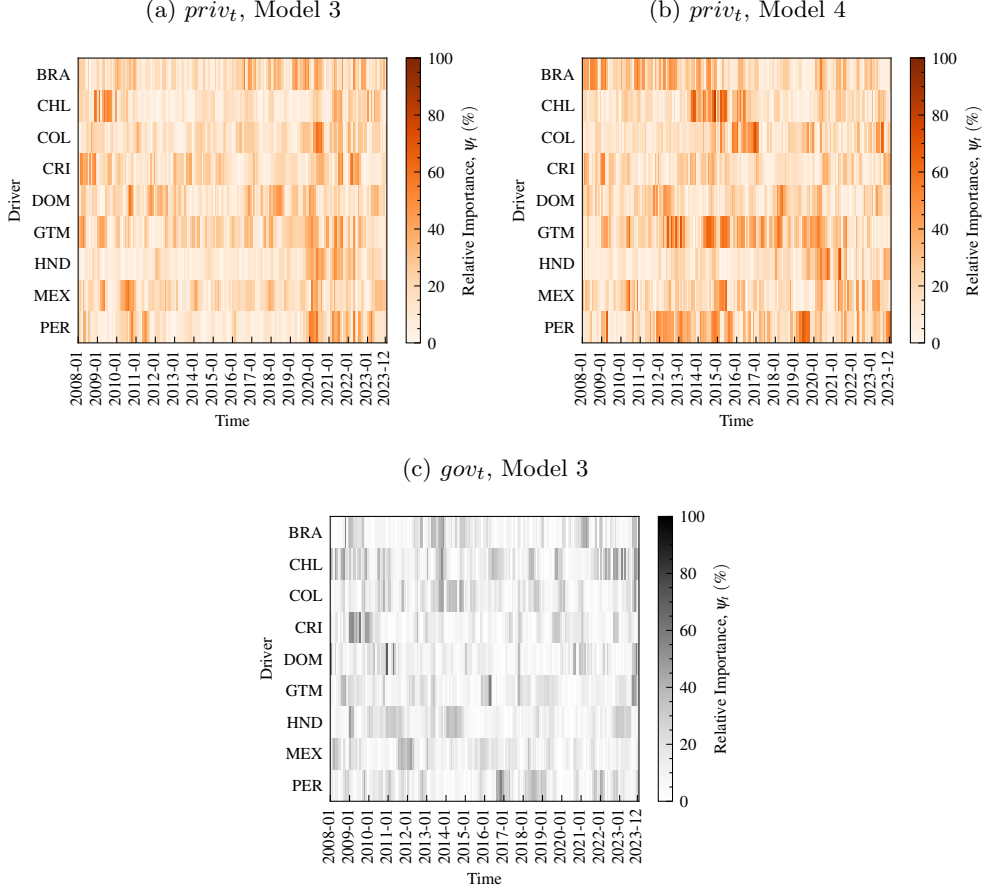 (a) priv_t, Model 3
BRA
CHL
COL
CRI
DOM
GTM
HND
MEX
PER
Driver
2008-01
2009-01
2010-01
2011-01
2012-01
2013-01
2014-01
2015-01
2016-01
2017-01
2018-01
2019-01
2020-01
2021-01
2022-01
2023-01
2023-12
Time
100
80
60
40
20
0
Relative Importance, ψ_t (%)
(b) priv_t, Model 4
BRA
CHL
COL
CRI
DOM
GTM
HND
MEX
PER
Driver
2008-01
2009-01
2010-01
2011-01
2012-01
2013-01
2014-01
2015-01
2016-01
2017-01
2018-01
2019-01
2020-01
2021-01
2022-01
2023-01
2023-12
Time
100
80
60
40
20
0
Relative Importance, ψ_t (%)
(c) gov_t, Model 3
BRA
CHL
COL
CRI
DOM
GTM
HND
MEX
PER
Driver
2008-01
2009-01
2010-01
2011-01
2012-01
2013-01
2014-01
2015-01
2016-01
2017-01
2018-01
2019-01
2020-01
2021-01
2022-01
2023-01
2023-12
Time
100
80
60
40
20
0
Relative Importance, ψ_t (%)